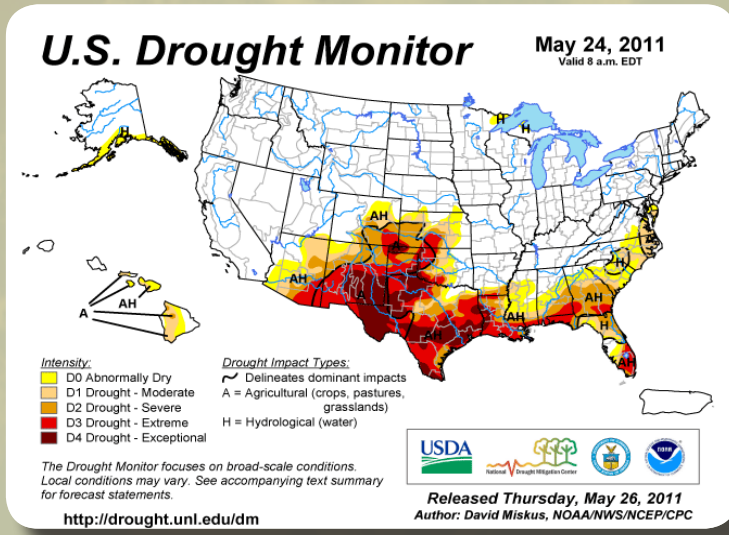 U.S. Drought Monitor
May 24, 2011
Valid 8 a.m. EDT
H
H
H
AH
A
AH
A
AH
AH
A
H
AH
AH
H
AH
A
AH
Intensity:
D0 Abnormally Dry
D1 Drought - Moderate
D2 Drought - Severe
D3 Drought - Extreme
D4 Drought - Exceptional
Drought Impact Types:
Delineates dominant impacts
A = Agricultural (crops, pastures,
grasslands)
H = Hydrological (water)
The Drought Monitor focuses on broad-scale conditions.
Local conditions may vary. See accompanying text summary
for forecast statements.
http://drought.unl.edu/dm
USDA
National Drought Mitigation Center
NOAA
Released Thursday, May 26, 2011
Author: David Miskus, NOAA/NWS/NCEP/CPC